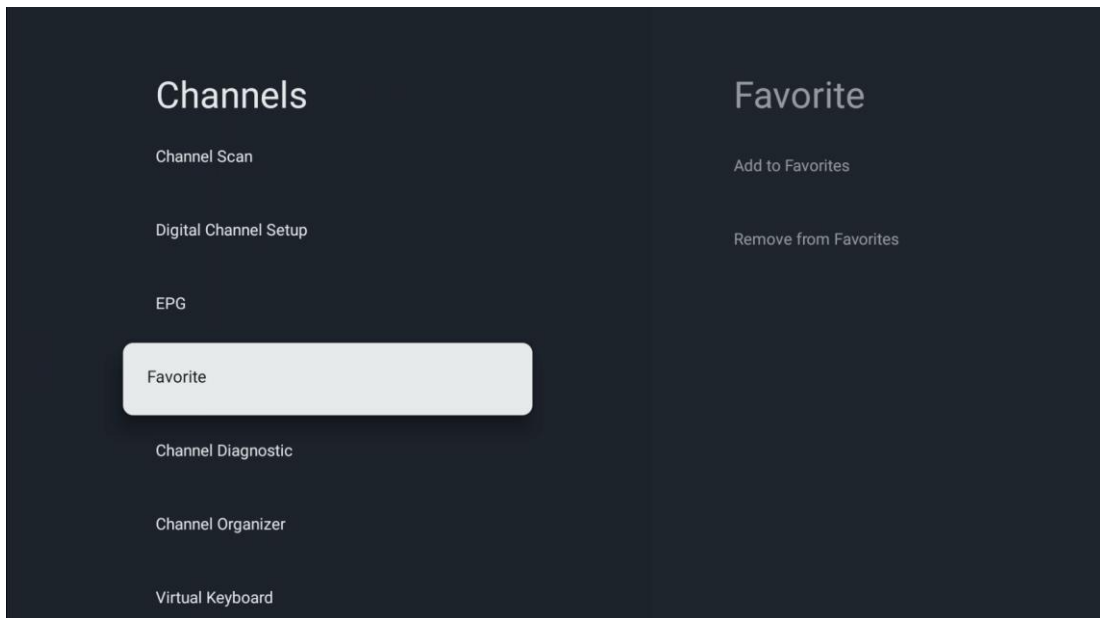 Channels
Channel Scan
Digital Channel Setup
EPG
Favorite
Channel Diagnostic
Channel Organizer
Virtual Keyboard
Favorite
Add to Favorites
Remove from Favorites